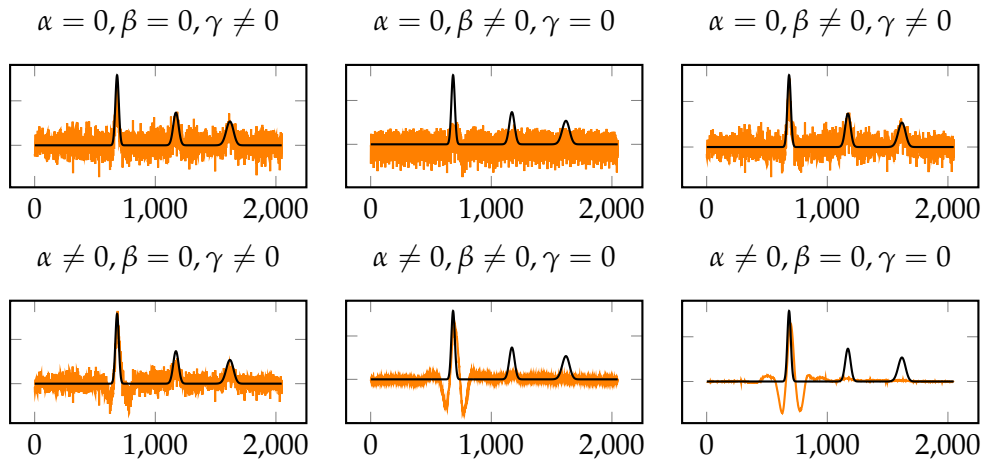 α = 0, β = 0, γ ≠ 0
α = 0, β ≠ 0, γ = 0
α = 0, β ≠ 0, γ ≠ 0
0 1,000 2,000
0 1,000 2,000
0 1,000 2,000
α ≠ 0, β = 0, γ ≠ 0
α ≠ 0, β ≠ 0, γ = 0
α ≠ 0, β = 0, γ = 0
0 1,000 2,000
0 1,000 2,000
0 1,000 2,000